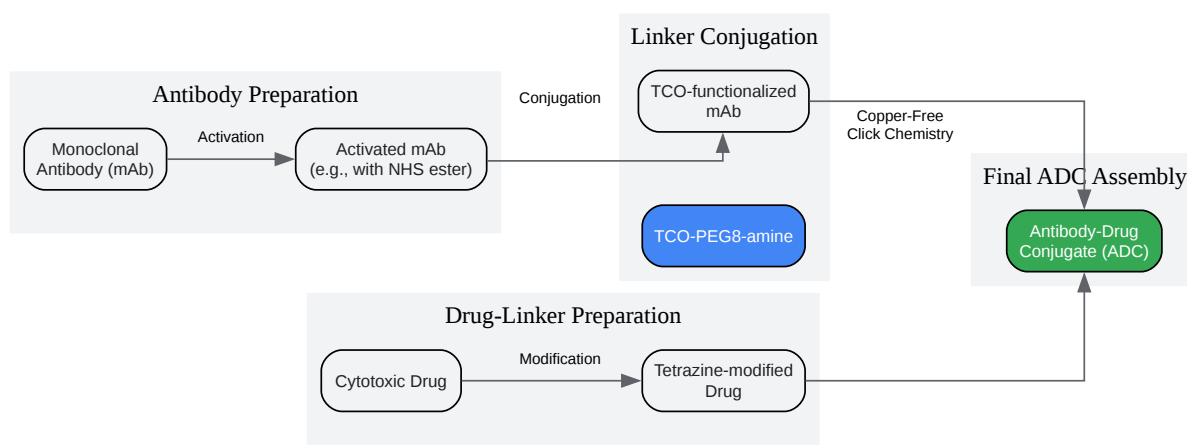 Linker Conjugation
Antibody Preparation
Conjugation
TCO-functionalized
mAb
Copper-Free
Click Chemistry
Monoclonal
Antibody (mAb)
Activation
Activated mAb
(e.g., with NHS ester)
Final ADC Assembly
TCO-PEG8-amine
Antibody-Drug
Conjugate (ADC)
Drug-Linker Preparation
Cytotoxic Drug
Modification
Tetrazine-modified
Drug